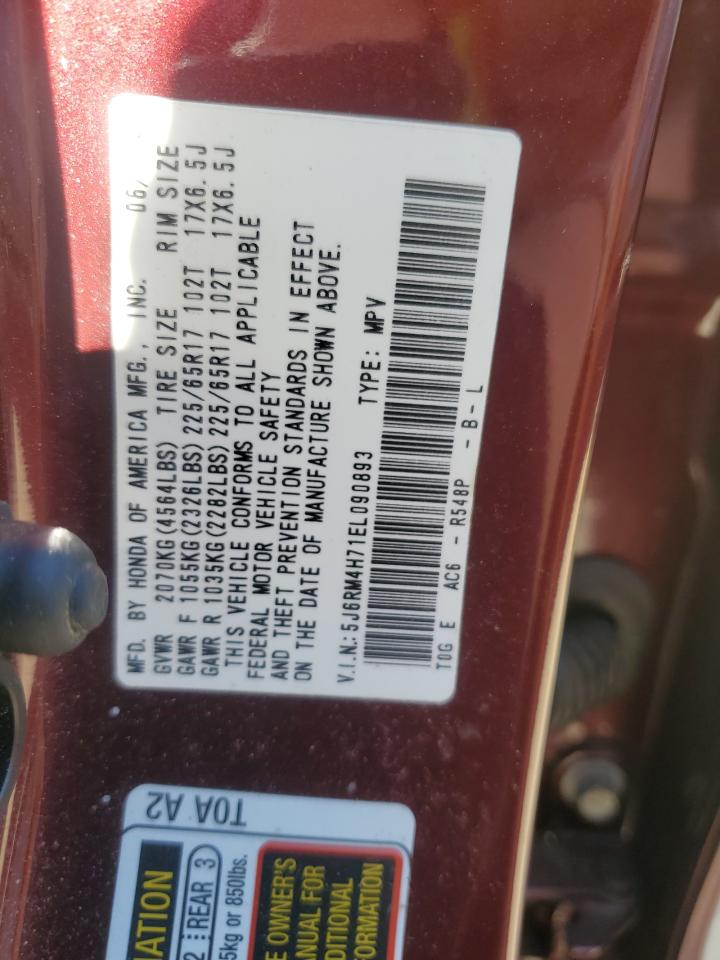 MFD. BY HONDA OF AMERICA MFG., INC. 06/
GVWR 2070KG(4564LBS) TIRE SIZE RIM SIZE
GAWR F 1055KG(2326LBS) 225/65R17 102T 17X6.5J
GAWR R 1035KG(2282LBS) 225/65R17 102T 17X6.5J
THIS VEHICLE CONFORMS TO ALL APPLICABLE
FEDERAL MOTOR VEHICLE SAFETY
AND THEFT PREVENTION STANDARDS IN EFFECT
ON THE DATE OF MANUFACTURE SHOWN ABOVE.
V.I.N.: 5J6RM4H71EL090893 TYPE: MPV
T0G E AC6 - R548P - B - L
T0A A2
MATION
2 REAR 3
5kg or 850lbs.
E OWNER'S
ANUAL FOR
DITIONAL
FORMATION